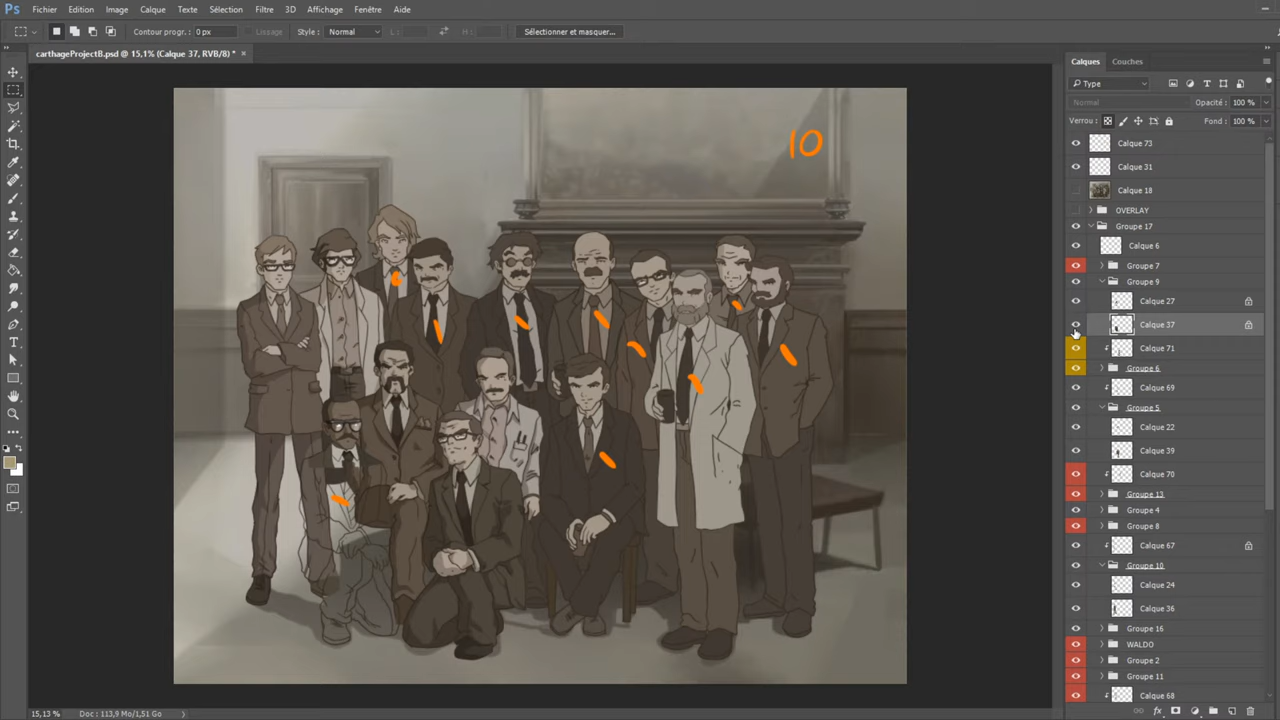 Ps Fichier Edition Image Calque Texte Sélection Filtre 3D Affichage Fenêtre Aide
Contour progr. : 0 px Lissage Style : Normal L : H : Sélectionner et masquer...
carthageProjectB.psd @ 15,1% (Calque 37, RVB/8) * ×
Calques Couches
Type
Normal Opacité : 100 %
Verrou : Fond : 100 %
10
Calque 73
Calque 31
Calque 18
OVERLAY
Groupe 17
Calque 6
Groupe 7
Groupe 9
Calque 27
Calque 37
Calque 71
Groupe 6
Calque 69
Groupe 5
Calque 22
Calque 39
Calque 70
Groupe 13
Groupe 4
Groupe 8
Calque 67
Groupe 10
Calque 24
Calque 36
Groupe 16
WALDO
Groupe 2
Groupe 11
Calque 68
fx
15,13 % Doc : 113,9 Mo/1,51 Go